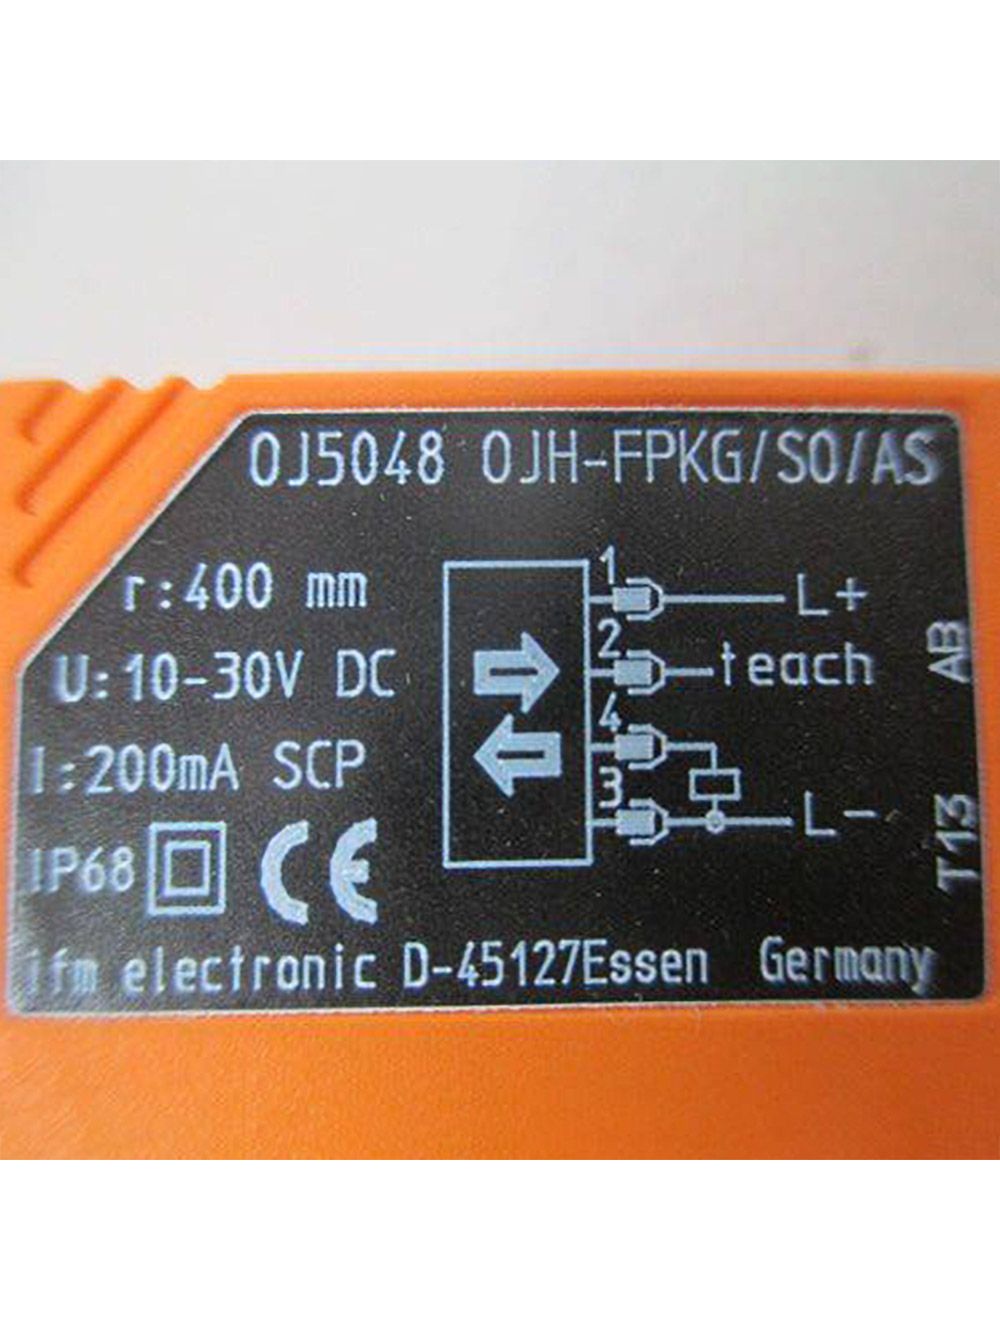 OJ5048 OJH-FPKG/SO/AS
r:400 mm
U:10-30V DC
I:200mA SCP
IP68 CE
1 L+
2 teach
4
3 L-
AB
T13
ifm electronic D-45127Essen Germany